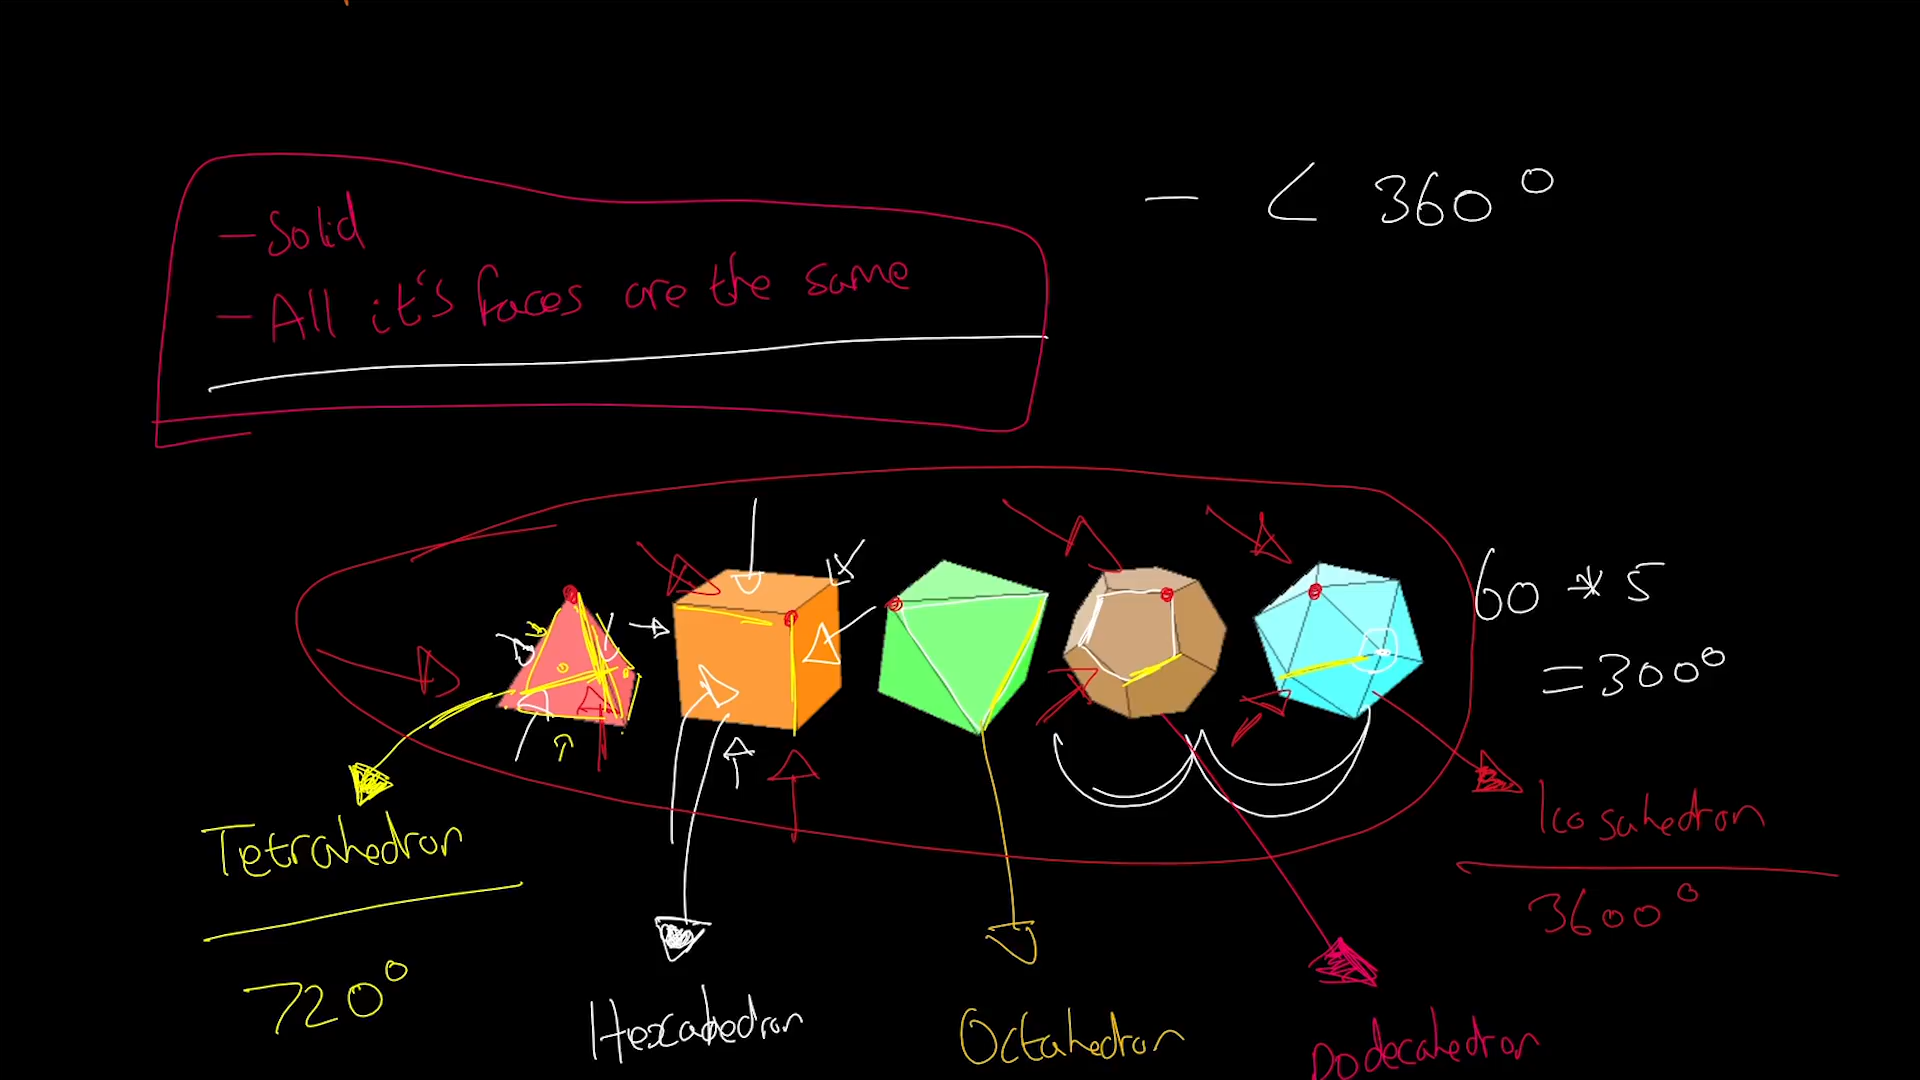 - Solid
- All it's faces are the same
- < 360°
60 * 5
= 300°
Tetrahedron
720°
Hexahedron
Octahedron
Dodecahedron
Icosahedron
3600°